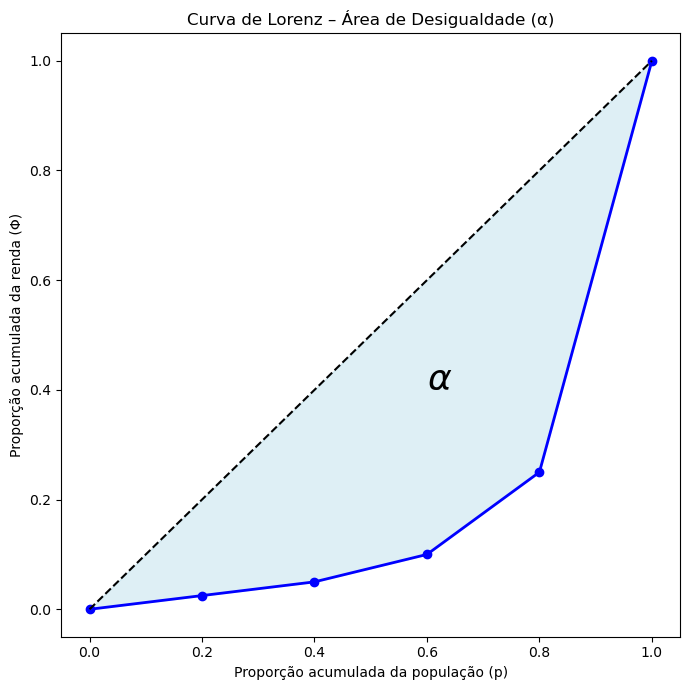 Curva de Lorenz – Área de Desigualdade (α)
1.0
0.8
0.6
0.4
0.2
0.0
Proporção acumulada da renda (Φ)
α
0.0 0.2 0.4 0.6 0.8 1.0
Proporção acumulada da população (p)